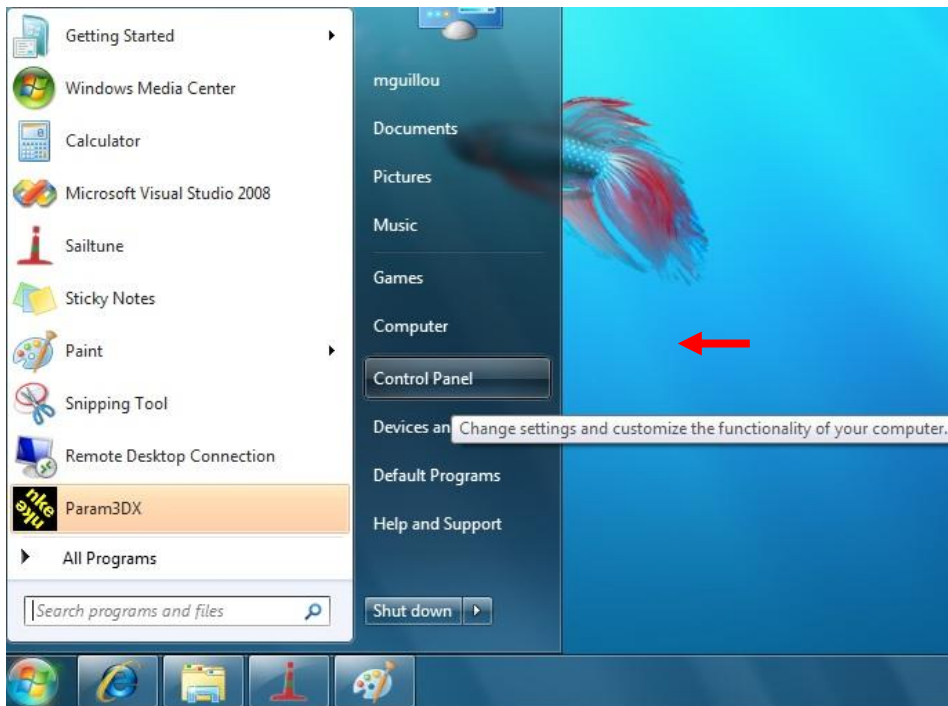 Getting Started
Windows Media Center
Calculator
Microsoft Visual Studio 2008
Sailtune
Sticky Notes
Paint
Snipping Tool
Remote Desktop Connection
nke
nke
Param3DX
All Programs
Search programs and files
mguillou
Documents
Pictures
Music
Games
Computer
Control Panel
Devices an
Change settings and customize the functionality of your computer.
Default Programs
Help and Support
Shut down